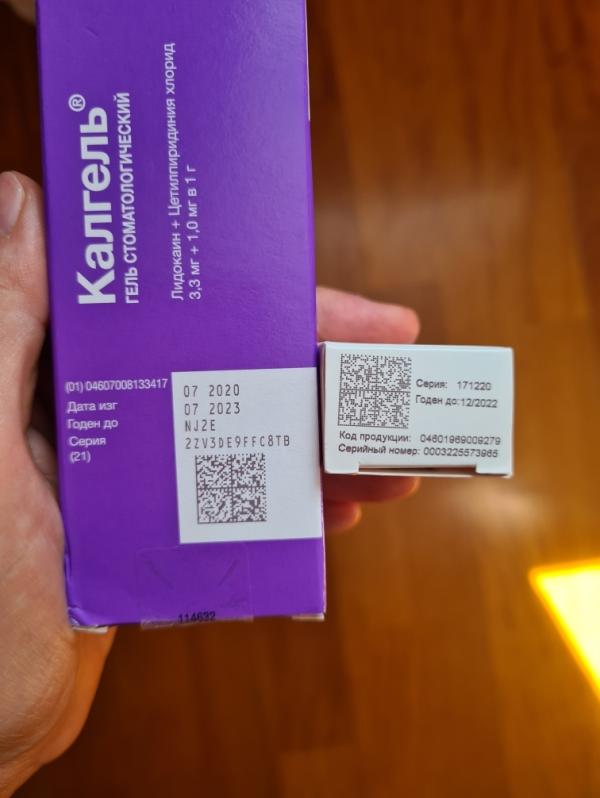 Калгель®
ГЕЛЬ СТОМАТОЛОГИЧЕСКИЙ
Лидокаин + Цетилпиридиния хлорид
3,3 мг + 1,0 мг в 1 г
(01) 04607008133417
Дата изг 07 2020
Годен до 07 2023
Серия NJ2E
(21) 2ZV3DE9FFC8TB
114632
Серия: 171220
Годен до:12/2022
Код продукции: 04601969009279
Серийный номер: 0003225573965